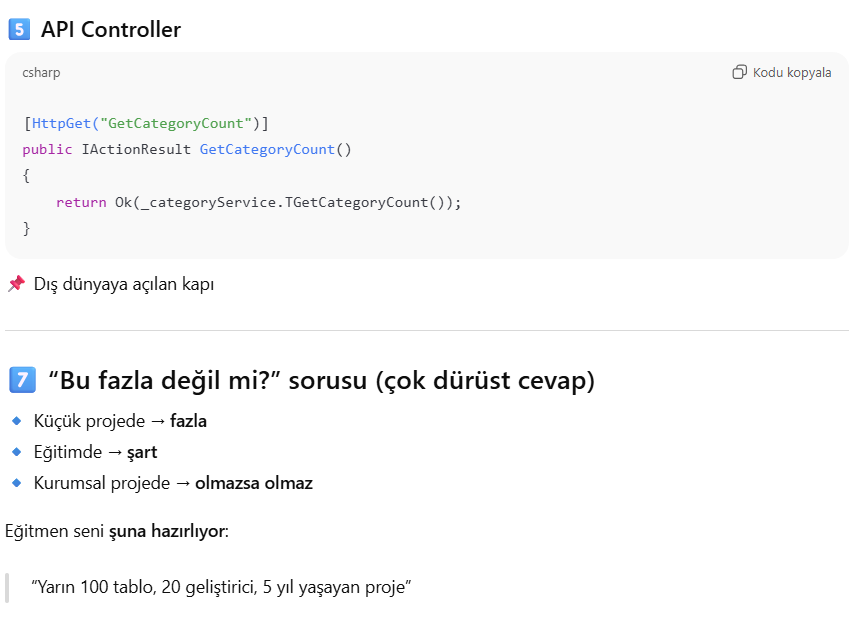 5 API Controller
csharp
Kodu kopyala
[HttpGet("GetCategoryCount")]
public IActionResult GetCategoryCount()
{
    return Ok(_categoryService.TGetCategoryCount());
}
📌 Dış dünyaya açılan kapı
7 “Bu fazla değil mi?” sorusu (çok dürüst cevap)
🔹 Küçük projede → fazla
🔹 Eğitimde → şart
🔹 Kurumsal projede → olmazsa olmaz
Eğitmen seni şuna hazırlıyor:
“Yarın 100 tablo, 20 geliştirici, 5 yıl yaşayan proje”